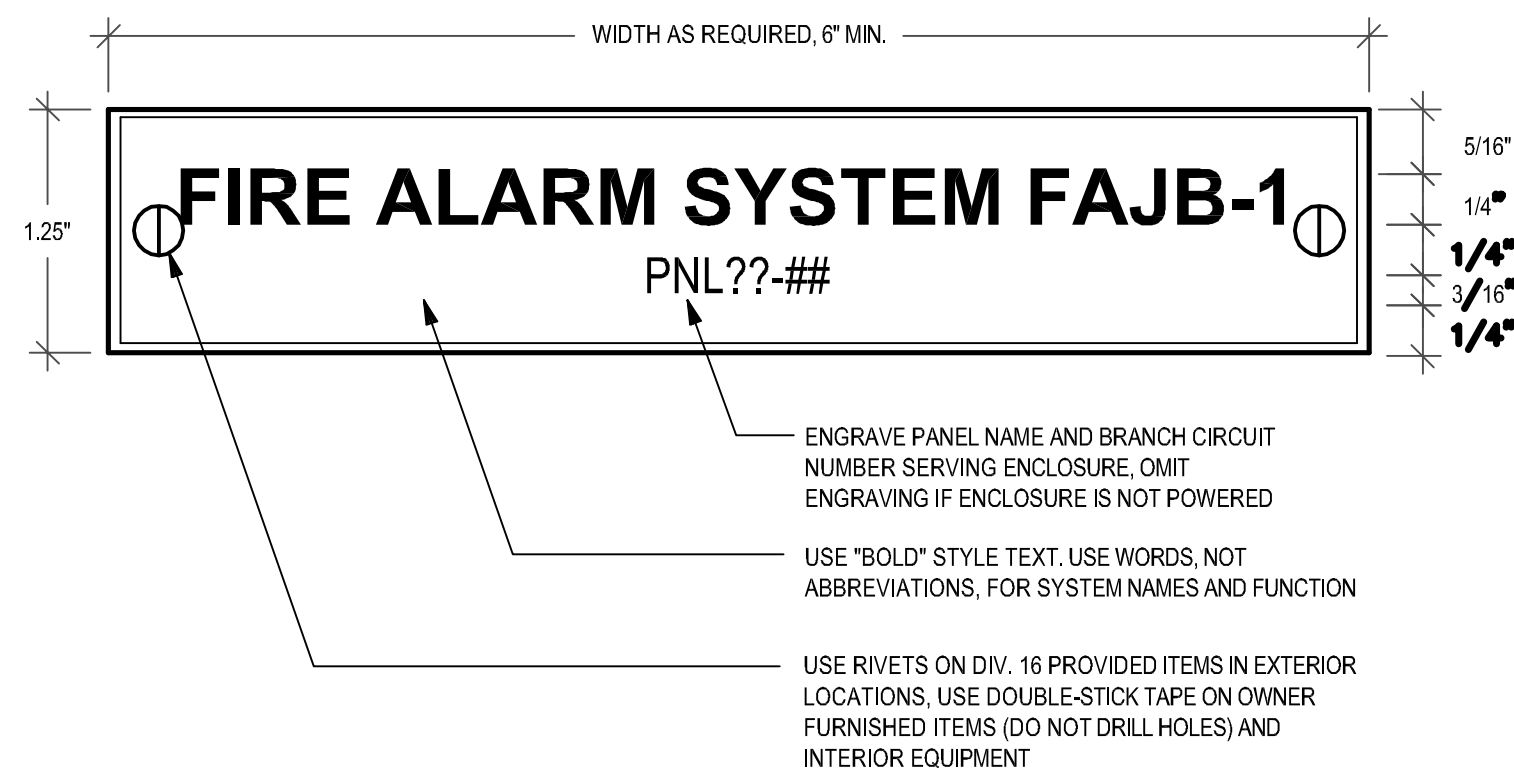 WIDTH AS REQUIRED, 6" MIN.
1.25"
FIRE ALARM SYSTEM FAJB-1
PNL??-##
5/16"
1/4"
1/4"
3/16"
1/4"
ENGRAVE PANEL NAME AND BRANCH CIRCUIT
NUMBER SERVING ENCLOSURE, OMIT
ENGRAVING IF ENCLOSURE IS NOT POWERED
USE "BOLD" STYLE TEXT. USE WORDS, NOT
ABBREVIATIONS, FOR SYSTEM NAMES AND FUNCTION
USE RIVETS ON DIV. 16 PROVIDED ITEMS IN EXTERIOR
LOCATIONS, USE DOUBLE-STICK TAPE ON OWNER
FURNISHED ITEMS (DO NOT DRILL HOLES) AND
INTERIOR EQUIPMENT